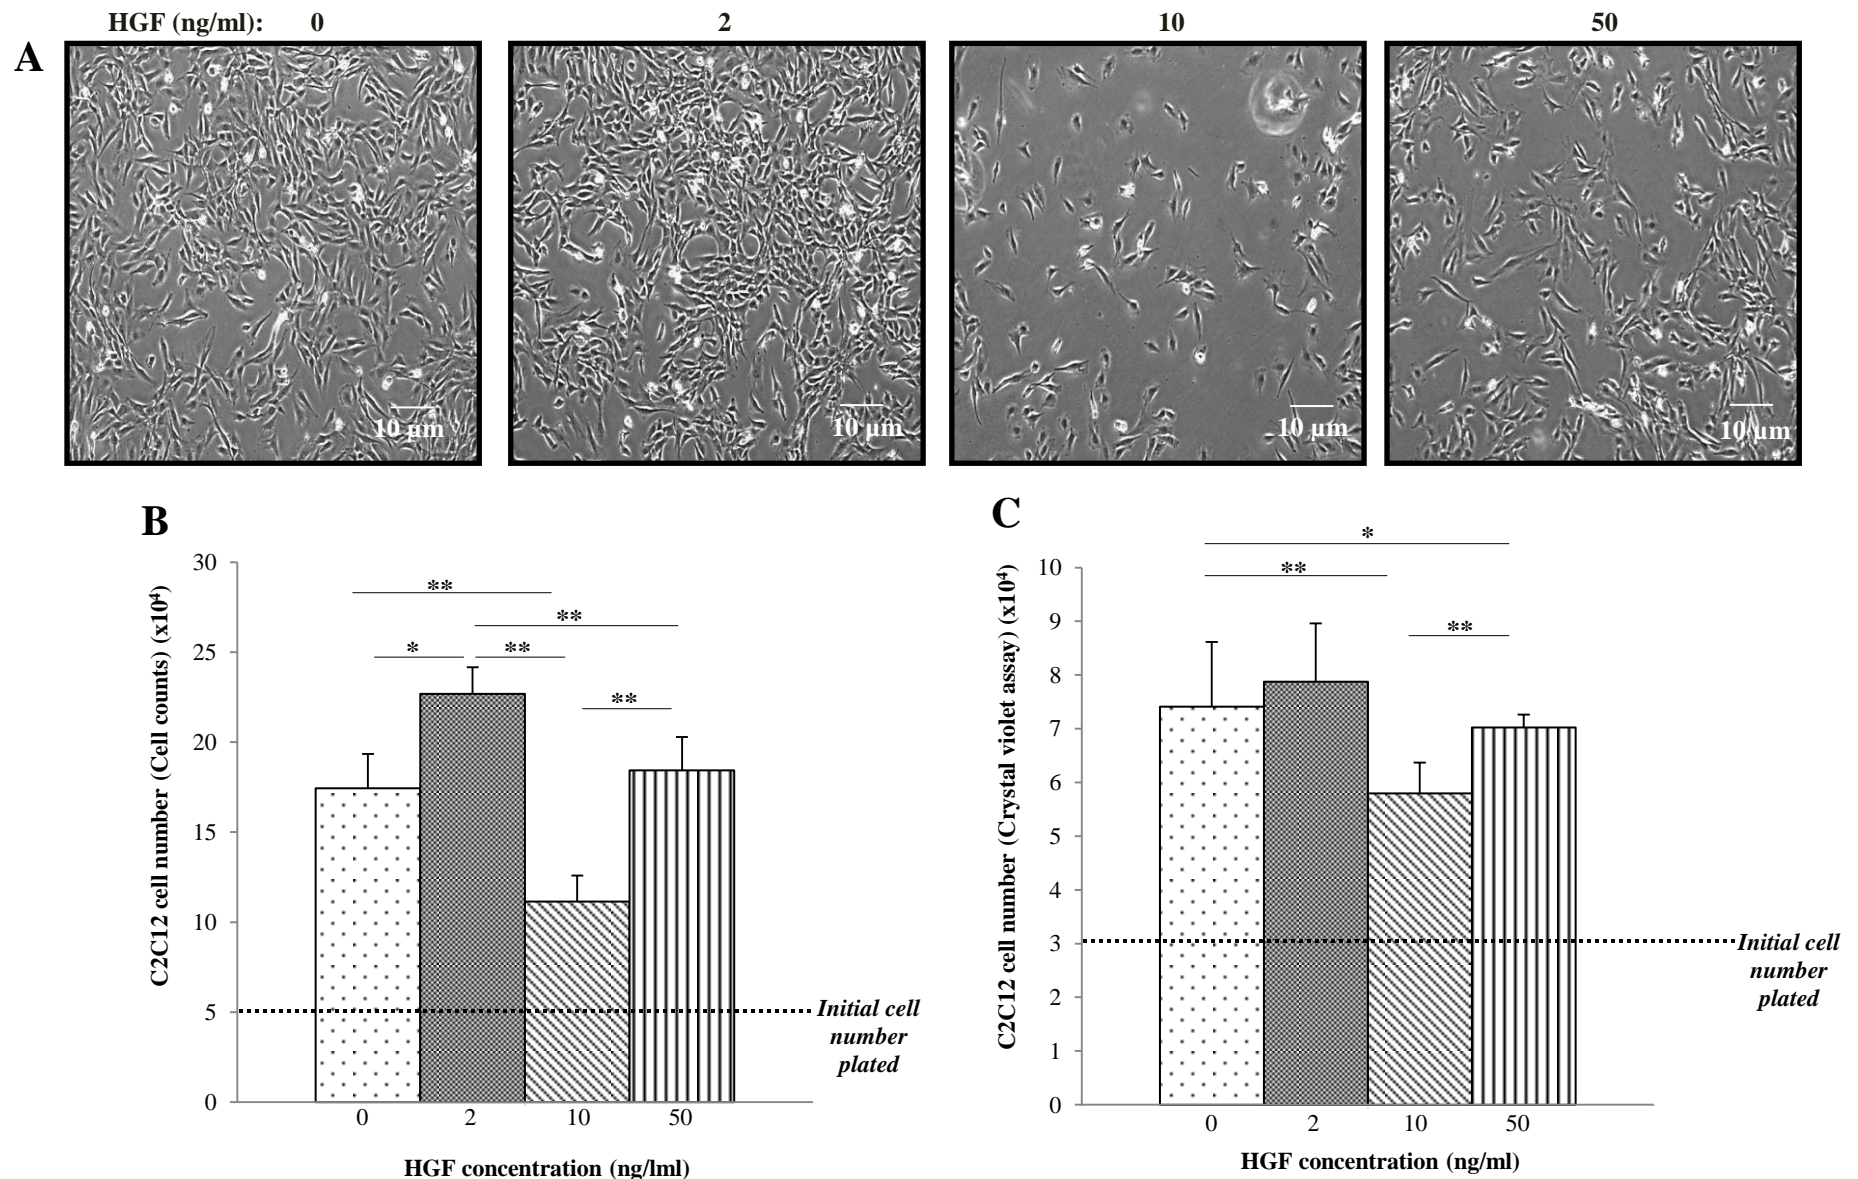 HGF (ng/ml): 0 2 10 50
A
10 µm 10 µm 10 µm 10 µm
B
C2C12 cell number (Cell counts) (x10⁴)
30
25
20
15
10
5
0
**
**
* **
**
Initial cell
number
plated
0 2 10 50
HGF concentration (ng/lml)
C
C2C12 cell number (Crystal violet assay) (x10⁴)
10
9
8
7
6
5
4
3
2
1
0
*
**
**
Initial cell
number
plated
0 2 10 50
HGF concentration (ng/ml)